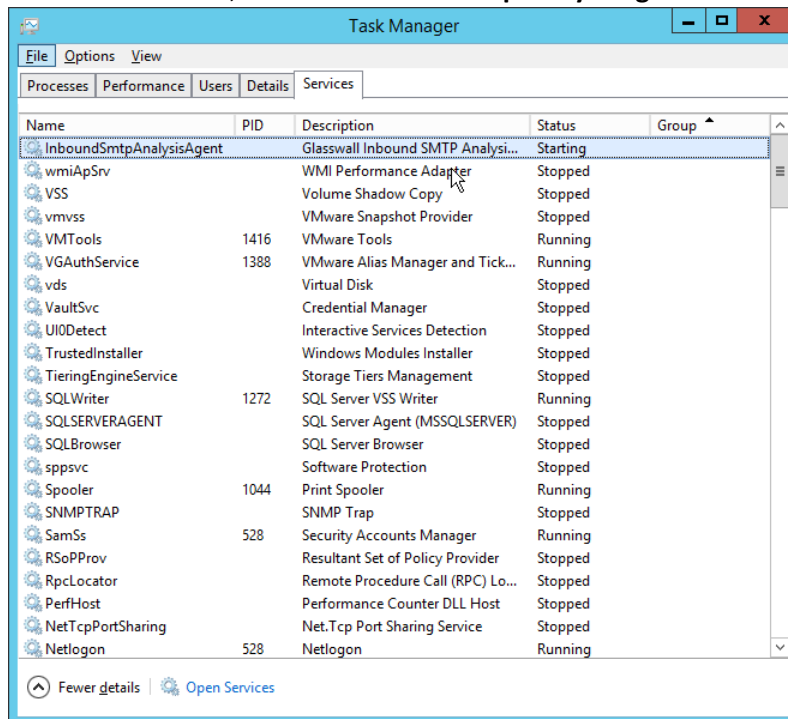 Task Manager
File Options View
Processes Performance Users Details Services
Name PID Description Status Group
InboundSmtpAnalysisAgent Glasswall Inbound SMTP Analysi... Starting
wmiApSrv WMI Performance Adapter Stopped
VSS Volume Shadow Copy Stopped
vmvss VMware Snapshot Provider Stopped
VMTools 1416 VMware Tools Running
VGAuthService 1388 VMware Alias Manager and Tick... Running
vds Virtual Disk Stopped
VaultSvc Credential Manager Stopped
UI0Detect Interactive Services Detection Stopped
TrustedInstaller Windows Modules Installer Stopped
TieringEngineService Storage Tiers Management Stopped
SQLWriter 1272 SQL Server VSS Writer Running
SQLSERVERAGENT SQL Server Agent (MSSQLSERVER) Stopped
SQLBrowser SQL Server Browser Stopped
sppsvc Software Protection Stopped
Spooler 1044 Print Spooler Running
SNMPTRAP SNMP Trap Stopped
SamSs 528 Security Accounts Manager Running
RSoPProv Resultant Set of Policy Provider Stopped
RpcLocator Remote Procedure Call (RPC) Lo... Stopped
PerfHost Performance Counter DLL Host Stopped
NetTcpPortSharing Net.Tcp Port Sharing Service Stopped
Netlogon 528 Netlogon Running
Fewer details Open Services